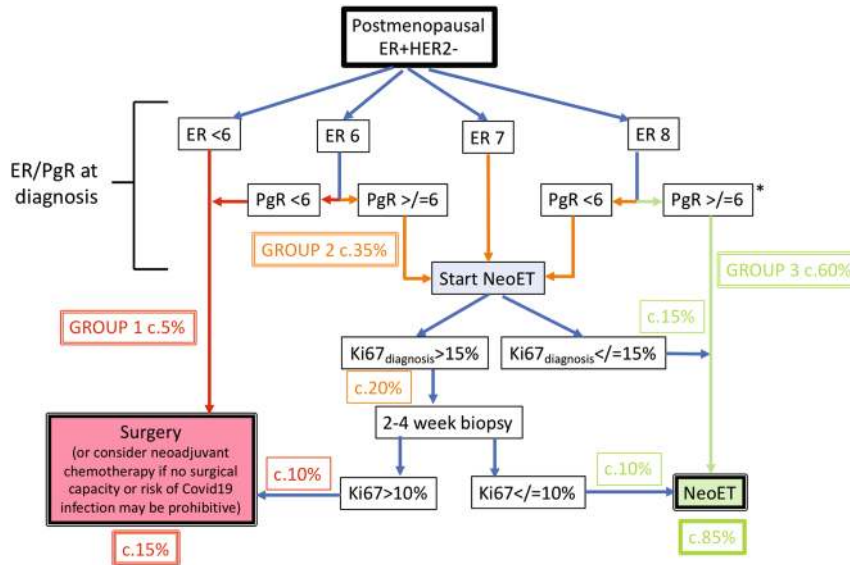 Postmenopausal
ER+HER2-
ER/PgR at
diagnosis
ER <6
ER 6
ER 7
ER 8
PgR <6
PgR >/=6
PgR <6
PgR >/=6
*
GROUP 2 c.35%
Start NeoET
GROUP 3 c.60%
GROUP 1 c.5%
c.15%
Ki67diagnosis>15%
Ki67diagnosis</=15%
c.20%
2-4 week biopsy
Surgery
(or consider neoadjuvant
chemotherapy if no surgical
capacity or risk of Covid19
infection may be prohibitive)
c.10%
Ki67>10%
Ki67</=10%
c.10%
NeoET
c.15%
c.85%